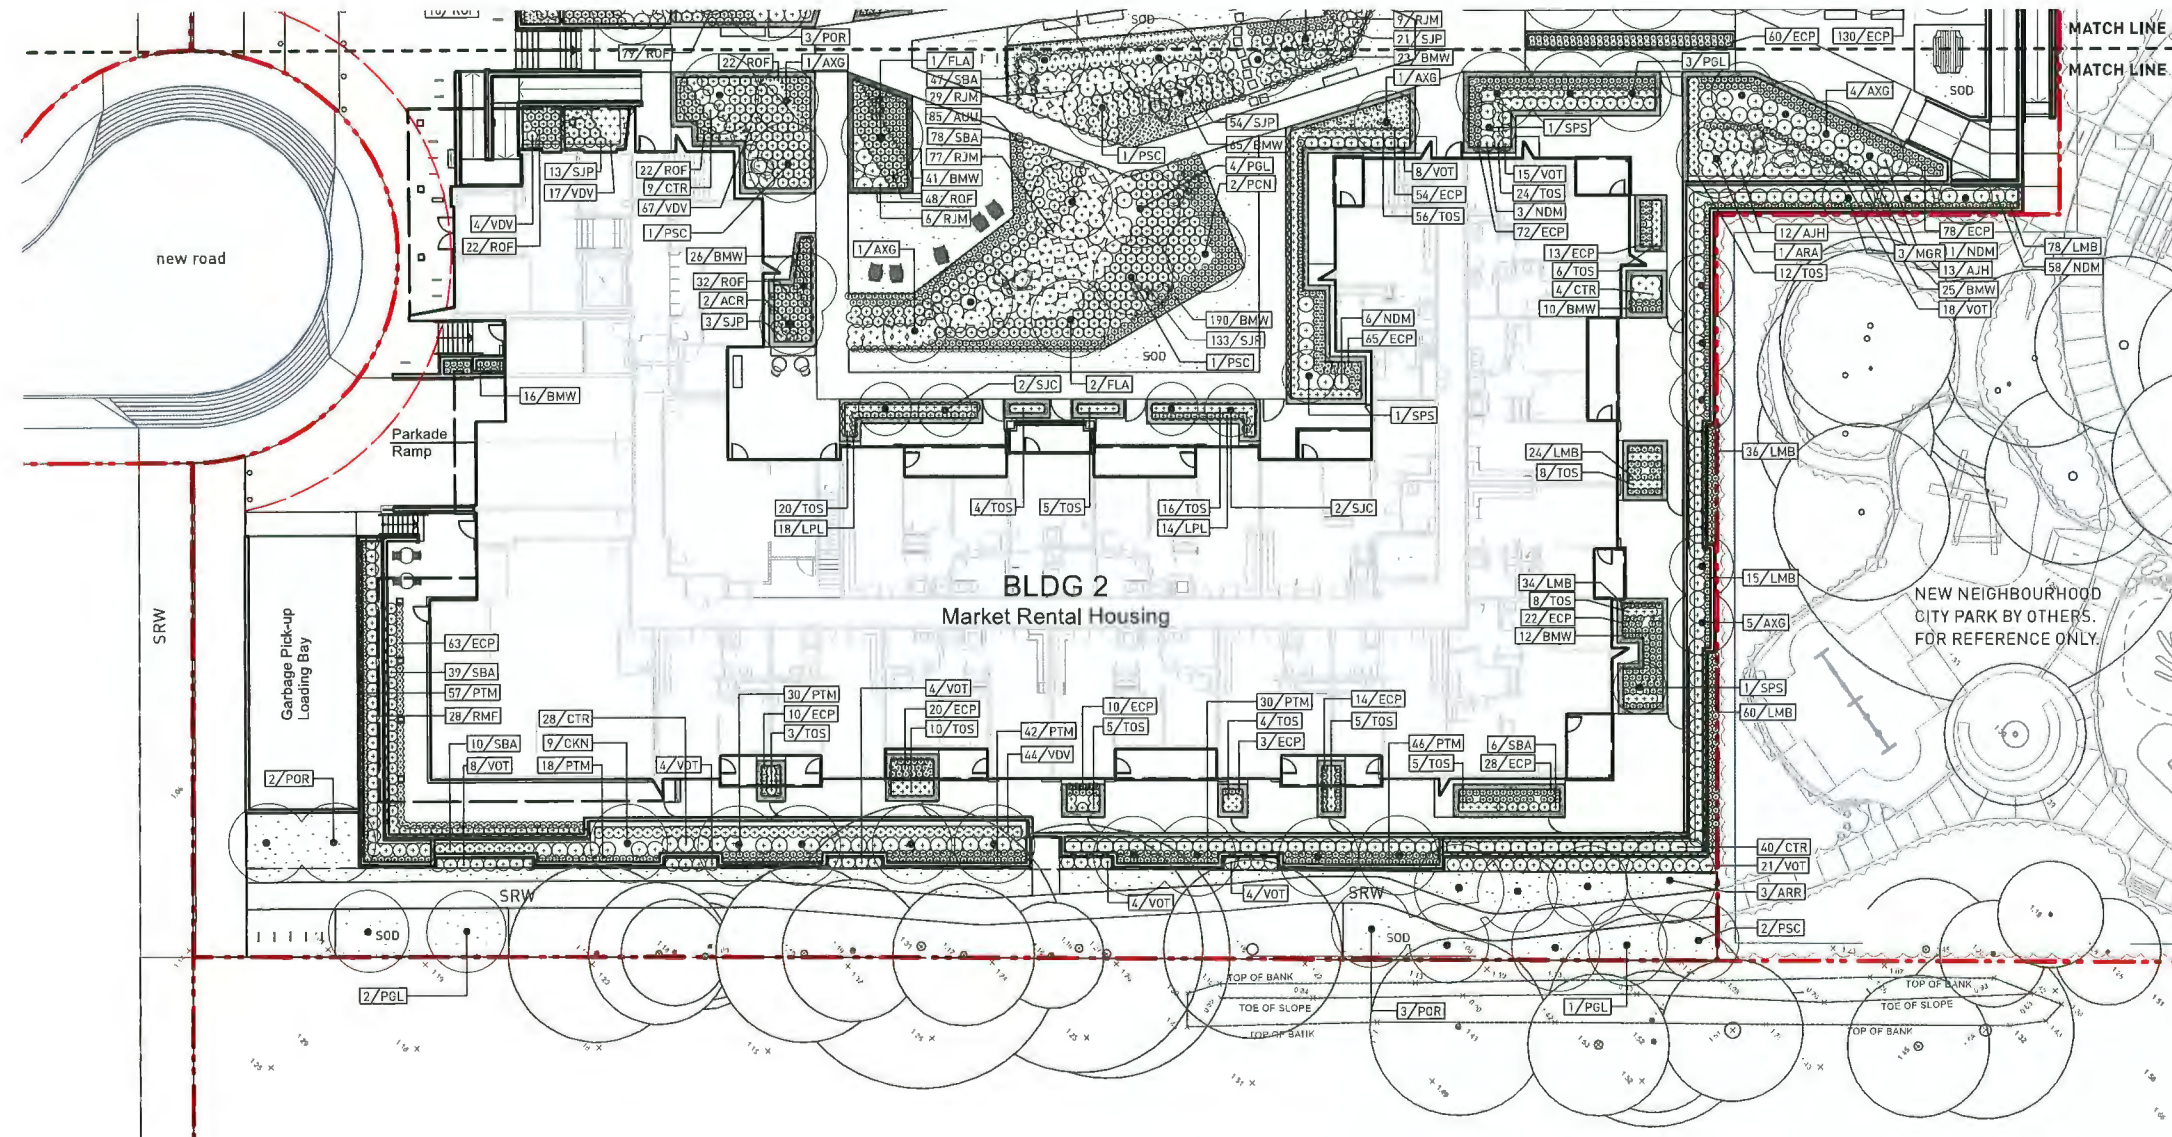 SOD
9/RJM
21/SJP
23/BMW
1/AXG
60/ECP
130/ECP
MATCH LINE
MATCH LINE
3/POR
79/ROF
22/ROF
1/AXG
1/FLA
47/SBA
79/RJM
85/AUU
78/SBA
77/RJM
41/BMW
48/ROF
6/RJM
54/SJP
65/BMW
1/PSC
4/PGL
2/PCN
3/PGL
1/SPS
4/AXG
SOD
13/SJP
17/VDV
22/ROF
9/CTR
67/VDV
1/PSC
4/VDV
22/ROF
8/VOT
54/ECP
56/TOS
15/VOT
24/TOS
3/NDM
72/ECP
new road
1/AXG
26/BMW
32/ROF
2/ACR
3/SJP
13/ECP
6/TOS
4/CTR
10/BMW
12/AJH
1/ARA
12/TOS
3/MGR
78/ECP
1/NDM
13/AJH
25/BMW
18/VOT
78/LMB
58/NDM
190/BMW
133/SJP
1/PSC
SOD
6/NDM
65/ECP
2/SJC
2/FLA
16/BMW
1/SPS
Parkade
Ramp
24/LMB
8/TOS
36/LMB
20/TOS
18/LPL
4/TOS
5/TOS
16/TOS
14/LPL
2/SJC
BLDG 2
Market Rental Housing
34/LMB
8/TOS
22/ECP
12/BMW
15/LMB
NEW NEIGHBOURHOOD
CITY PARK BY OTHERS.
FOR REFERENCE ONLY.
5/AXG
SRW
Garbage Pick-up
Loading Bay
63/ECP
39/SBA
57/PTM
28/RMF
1/SPS
60/LMB
10/SBA
8/VOT
28/CTR
9/CKN
18/PTM
4/VOT
30/PTM
10/ECP
3/TOS
4/VOT
20/ECP
10/TOS
42/PTM
44/VDV
10/ECP
5/TOS
30/PTM
4/TOS
3/ECP
14/ECP
5/TOS
46/PTM
5/TOS
6/SBA
28/ECP
2/POR
40/CTR
21/VOT
3/ARR
2/PSC
SRW
4/VOT
4/VOT
SRW
SOD
SOD
2/PGL
TOP OF BANK
TOE OF SLOPE
TOP OF BANK
3/POR
1/PGL
TOP OF BANK
TOE OF SLOPE
TOP OF BANK